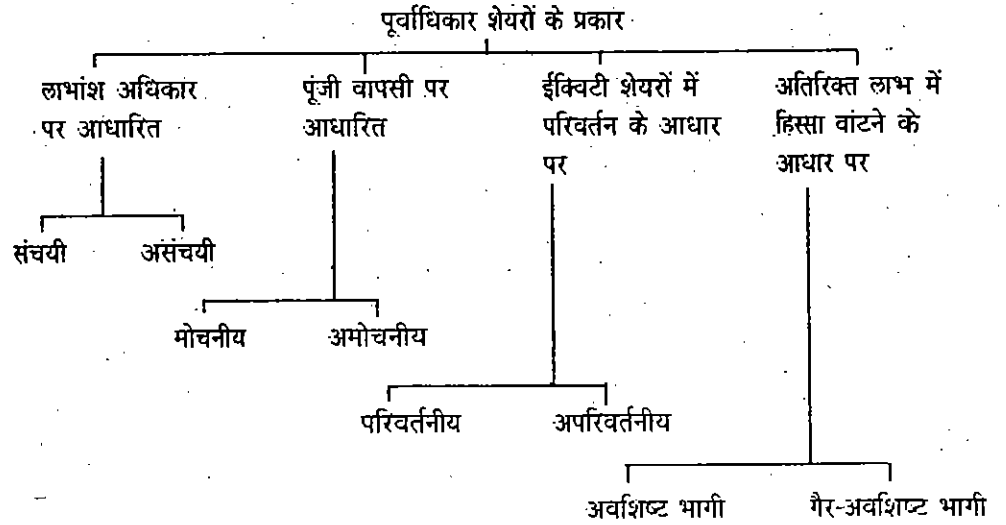 पूर्वाधिकार शेयरों के प्रकार
लाभांश अधिकार
पर आधारित
पूंजी वापसी पर
आधारित
ईक्विटी शेयरों में
परिवर्तन के आधार
पर
अतिरिक्त लाभ में
हिस्सा वांटने के
आधार पर
संचयी
असंचयी
मोचनीय
अमोचनीय
परिवर्तनीय
अपरिवर्तनीय
अवशिष्ट भागी
गैर-अवशिष्ट भागी